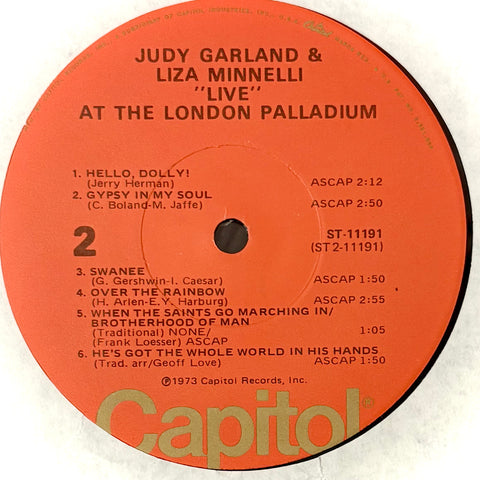 JUDY GARLAND &
LIZA MINNELLI
"LIVE"
AT THE LONDON PALLADIUM
1. HELLO, DOLLY!
(Jerry Herman) ASCAP 2:12
2. GYPSY IN MY SOUL
(C. Boland-M. Jaffe) ASCAP 2:50
2
ST-11191
(ST2-11191)
3. SWANEE
(G. Gershwin-I. Caesar) ASCAP 1:50
4. OVER THE RAINBOW
(H. Arlen-E.Y. Harburg) ASCAP 2:55
5. WHEN THE SAINTS GO MARCHING IN/
BROTHERHOOD OF MAN
(Traditional) NONE/ 1:05
(Frank Loesser) ASCAP
6. HE'S GOT THE WHOLE WORLD IN HIS HANDS
(Trad. arr/Geoff Love) ASCAP 1:50
Ⓟ1973 Capitol Records, Inc.
Capitol®